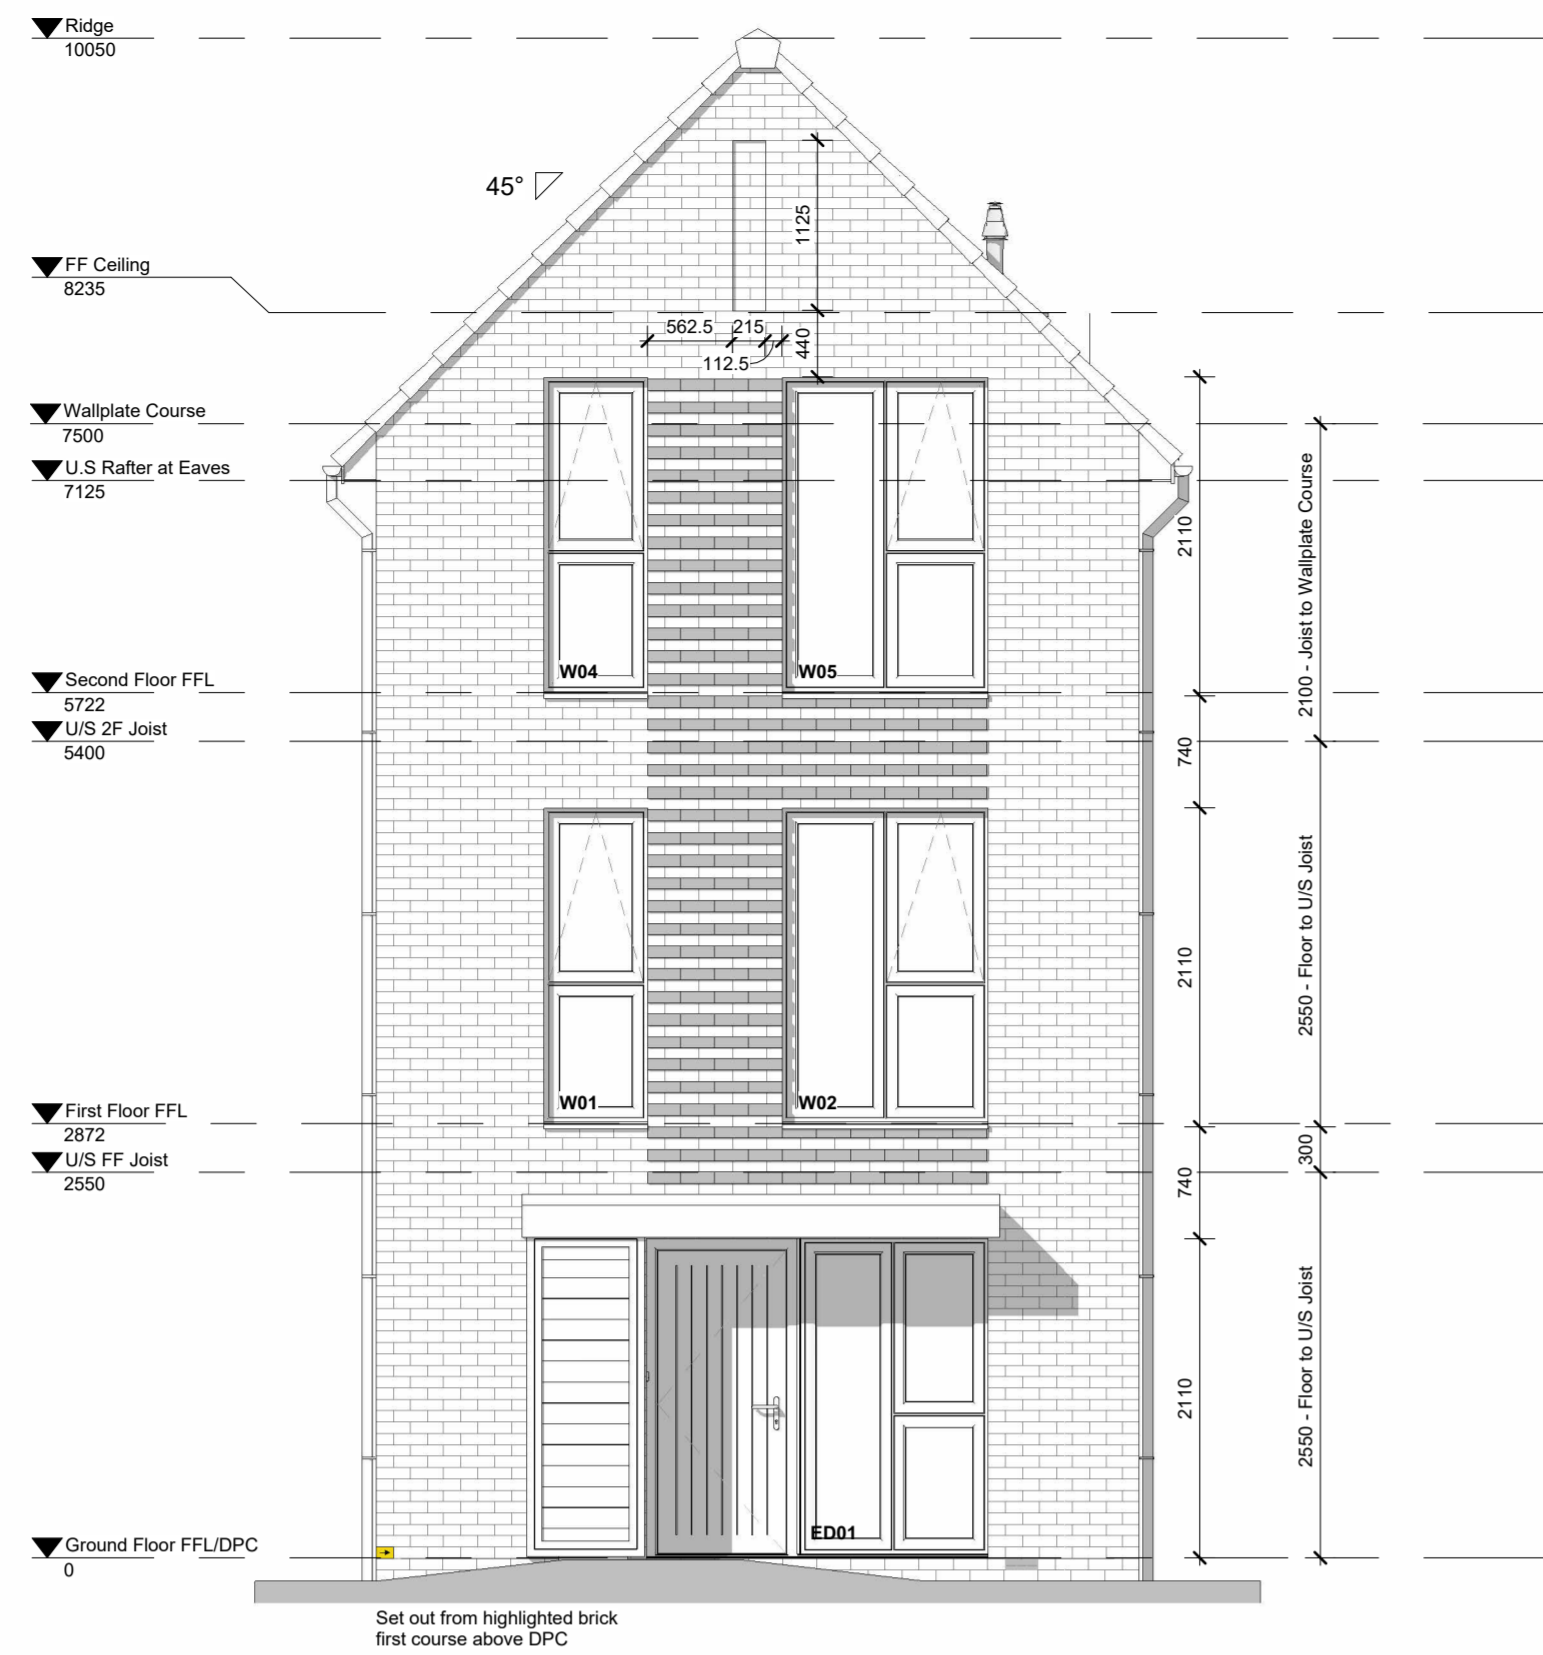 Ridge
10050
45°
1125
FF Ceiling
8235
562.5
215
440
112.5
Wallplate Course
7500
U.S Rafter at Eaves
7125
2110
2100 - Joist to Wallplate Course
W04
W05
Second Floor FFL
5722
U/S 2F Joist
5400
740
2110
2550 - Floor to U/S Joist
W01
W02
First Floor FFL
2872
U/S FF Joist
2550
300
740
2110
2550 - Floor to U/S Joist
ED01
Ground Floor FFL/DPC
0
Set out from highlighted brick
first course above DPC